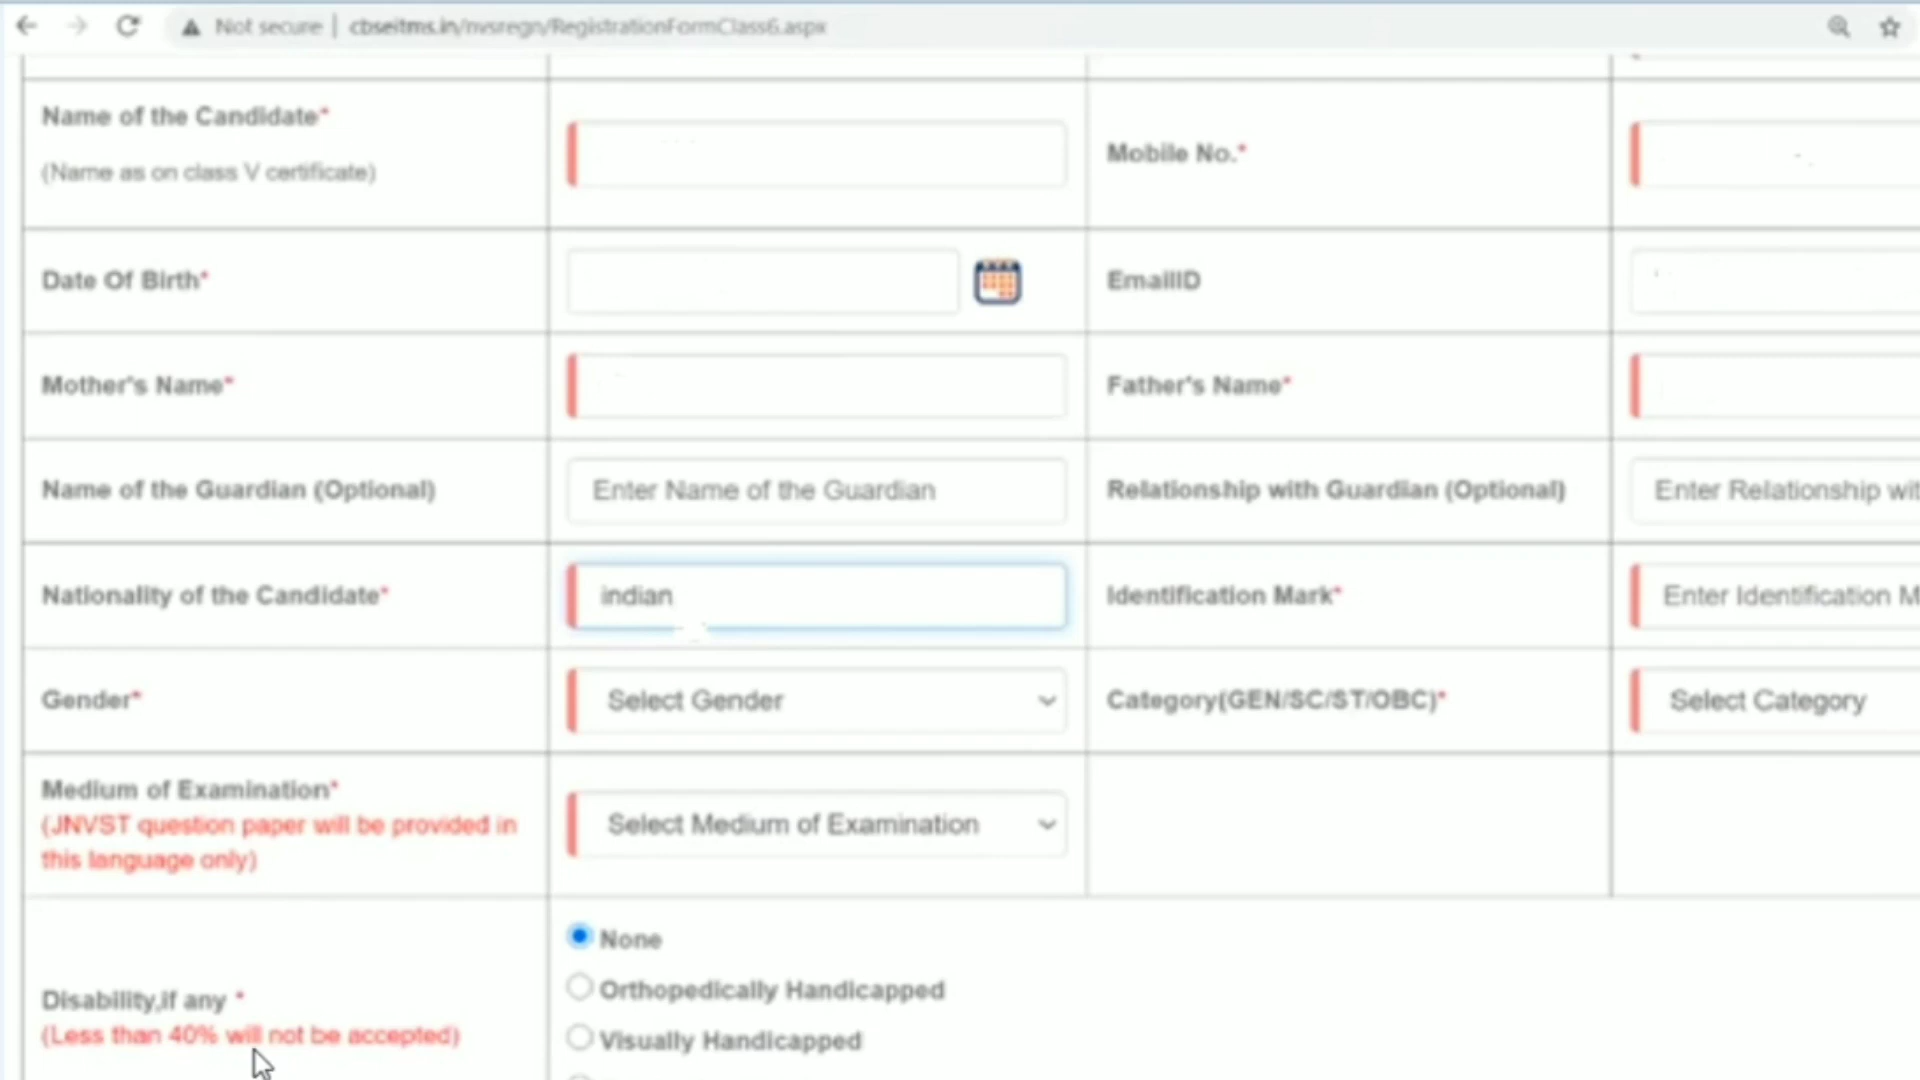 Not secure | cbseitms.in/nvsregn/RegistrationFormClass6.aspx
Name of the Candidate*
(Name as on class V certificate)
Mobile No.*
Date Of Birth*
EmailID
Mother's Name*
Father's Name*
Name of the Guardian (Optional)
Enter Name of the Guardian
Relationship with Guardian (Optional)
Enter Relationship wit
Nationality of the Candidate*
indian
Identification Mark*
Enter Identification M
Gender*
Select Gender
Category(GEN/SC/ST/OBC)*
Select Category
Medium of Examination*
(JNVST question paper will be provided in
this language only)
Select Medium of Examination
Disability,if any *
(Less than 40% will not be accepted)
None
Orthopedically Handicapped
Visually Handicapped